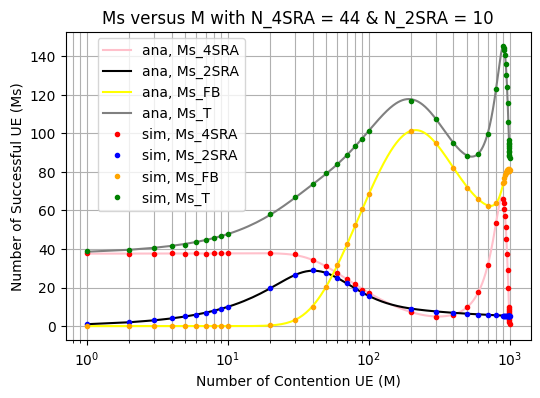 Ms versus M with N_4SRA = 44 & N_2SRA = 10
Number of Successful UE (Ms)
140
120
100
80
60
40
20
0
ana, Ms_4SRA
ana, Ms_2SRA
ana, Ms_FB
ana, Ms_T
sim, Ms_4SRA
sim, Ms_2SRA
sim, Ms_FB
sim, Ms_T
10⁰ 10¹ 10² 10³
Number of Contention UE (M)